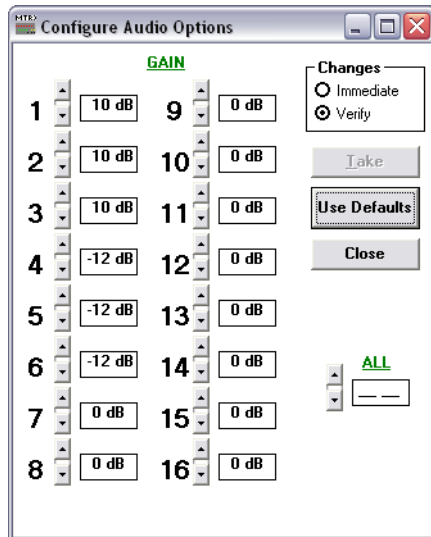 MTRX
Configure Audio Options
GAIN
1 10 dB 9 0 dB
2 10 dB 10 0 dB
3 10 dB 11 0 dB
4 -12 dB 12 0 dB
5 -12 dB 13 0 dB
6 -12 dB 14 0 dB
7 0 dB 15 0 dB
8 0 dB 16 0 dB
Changes
Immediate
Verify
Take
Use Defaults
Close
ALL
— —